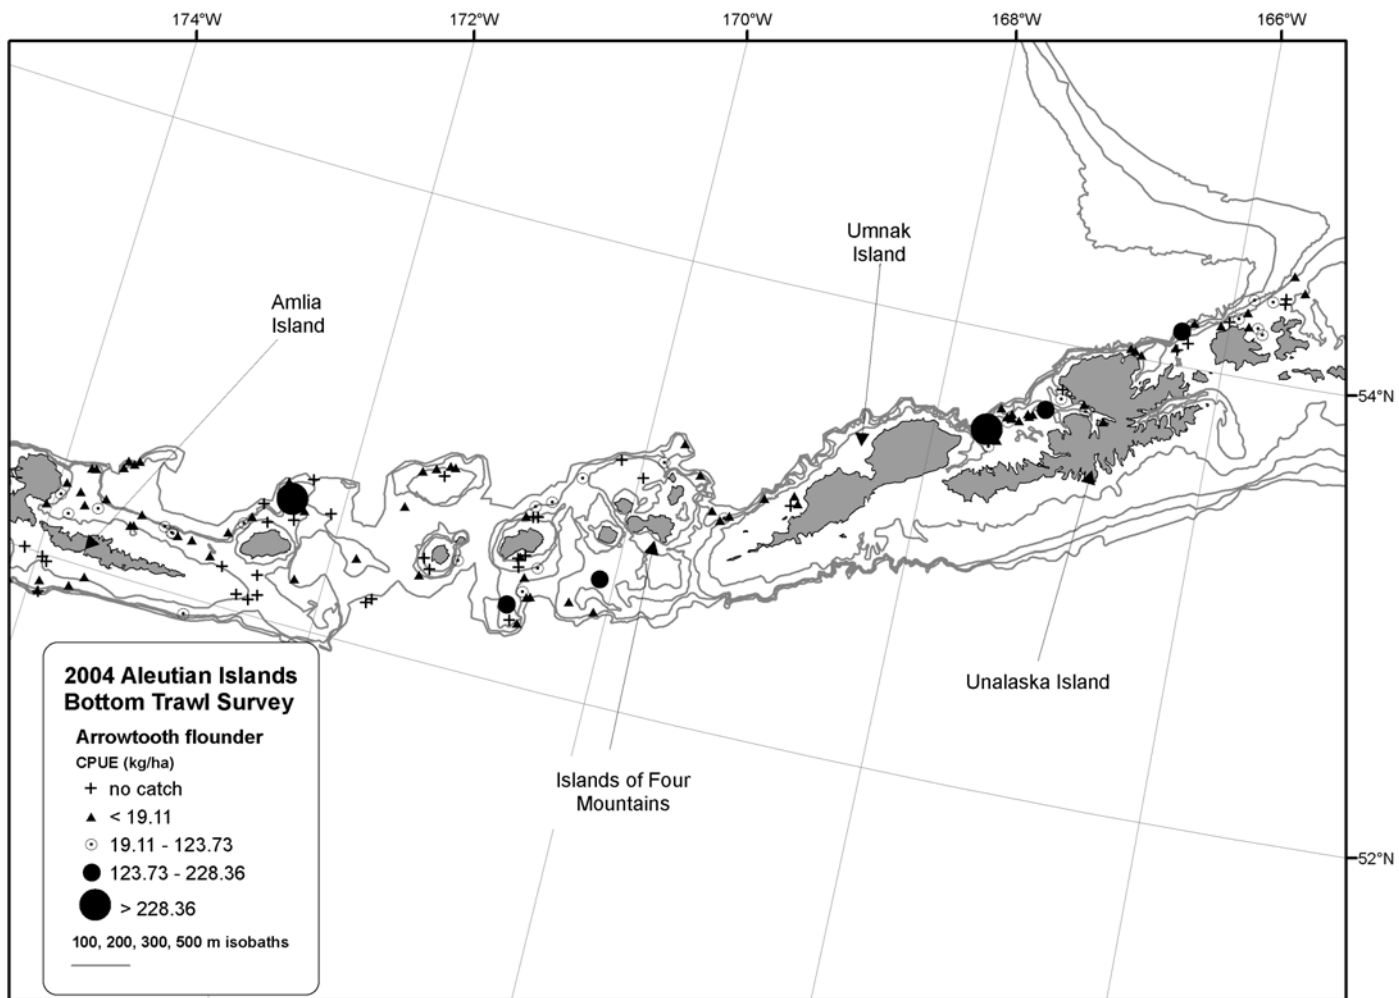 174°W
172°W
170°W
168°W
166°W
Umnak
Island
Amlia
Island
54°N
Unalaska Island
Islands of Four
Mountains
52°N
2004 Aleutian Islands
Bottom Trawl Survey
Arrowtooth flounder
CPUE (kg/ha)
no catch
< 19.11
19.11 - 123.73
123.73 - 228.36
> 228.36
100, 200, 300, 500 m isobaths